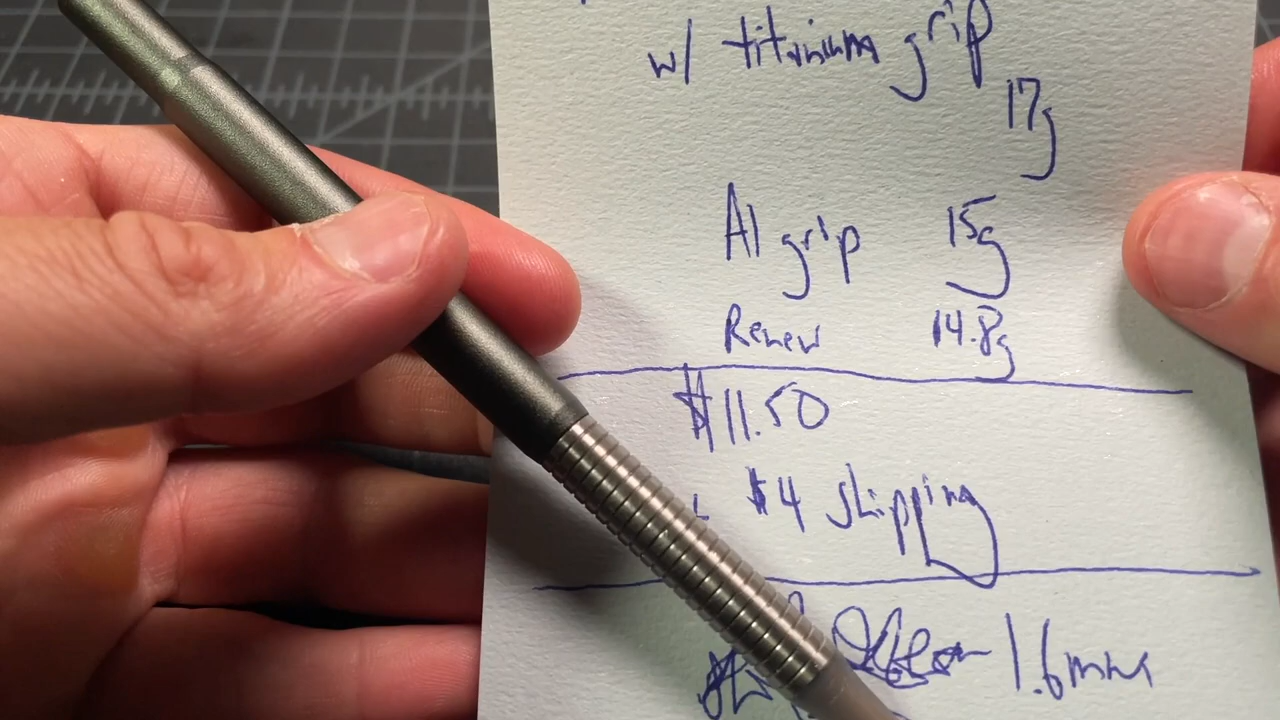 w/ titanium grip
17g
Al grip 15g
Renew 14.8g
$11.50
$4 shipping
1.6mm